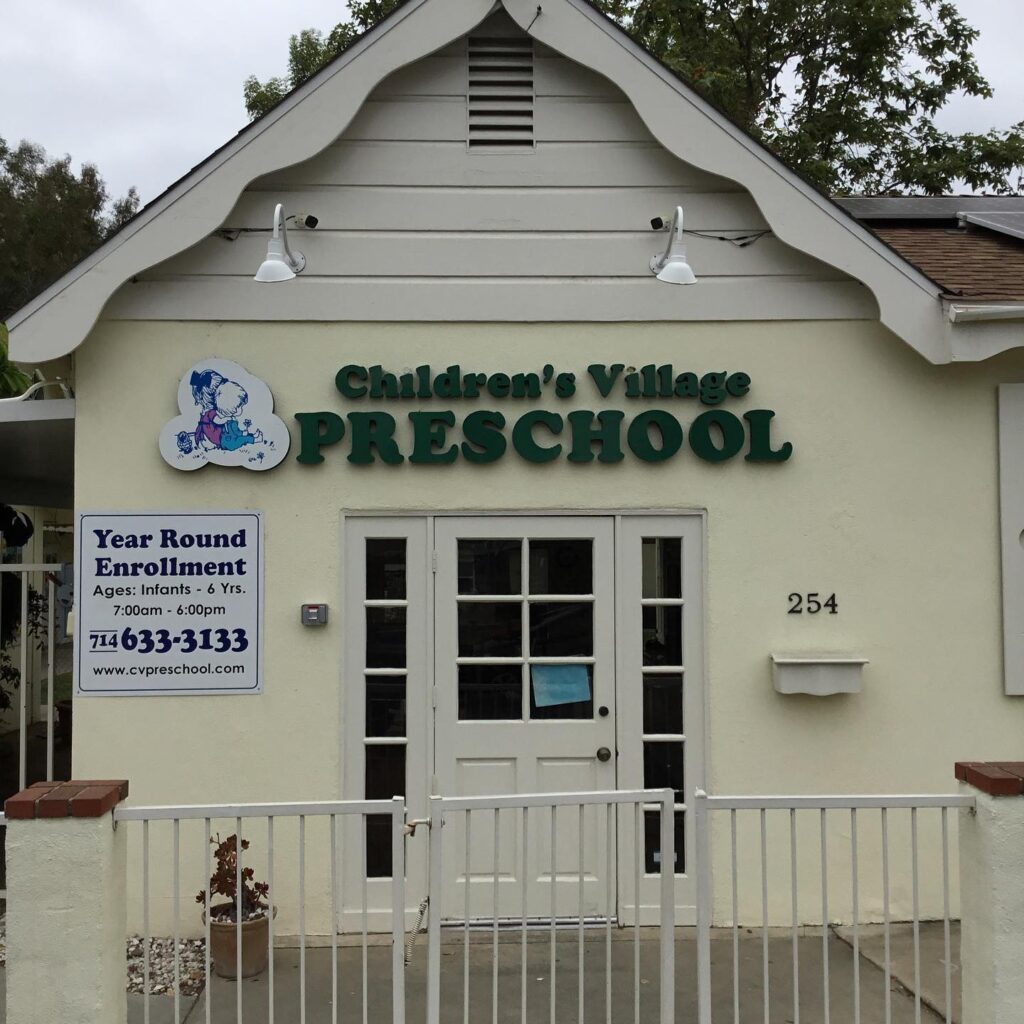 Children's Village
PRESCHOOL
Year Round
Enrollment
Ages: Infants - 6 Yrs.
7:00am - 6:00pm
714 633-3133
www.cvpreschool.com
254